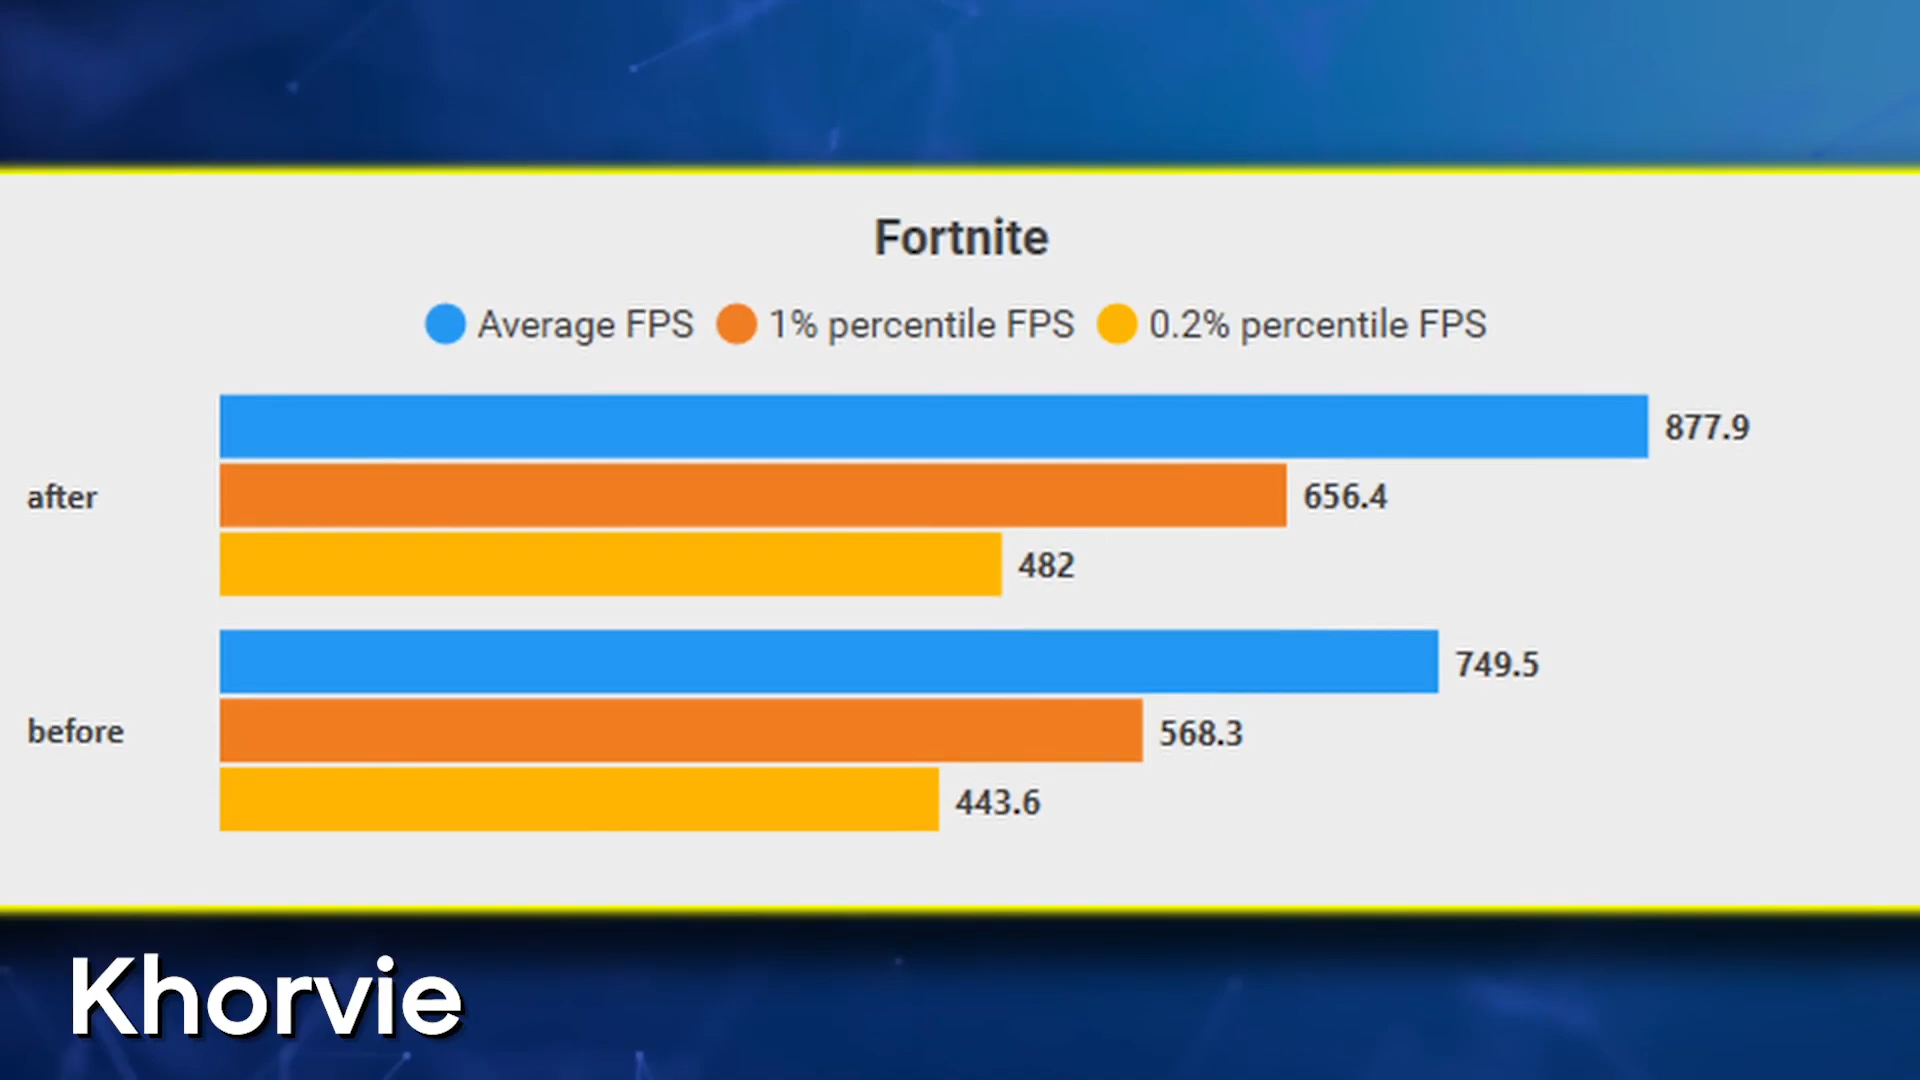 Fortnite
Average FPS 1% percentile FPS 0.2% percentile FPS
877.9
after
656.4
482
749.5
before
568.3
443.6
Khorvie